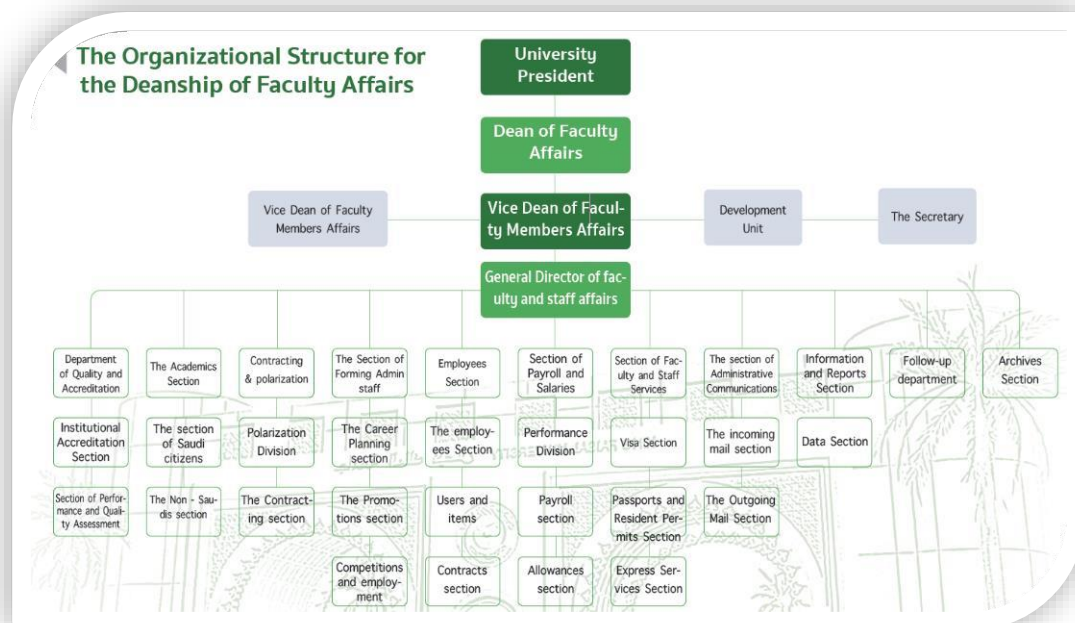 The Organizational Structure for
the Deanship of Faculty Affairs
University
President
Dean of Faculty
Affairs
Vice Dean of Faculty
Members Affairs
Vice Dean of Facul-
ty Members Affairs
Development
Unit
The Secretary
General Director of fac-
ulty and staff affairs
Department
of Quality and
Accreditation
The Academics
Section
Contracting
& polarization
The Section of
Forming Admin
staff
Employees
Section
Section of
Payroll and
Salaries
Section of Fac-
ulty and Staff
Services
The section of
Administrative
Communications
Information
and Reports
Section
Follow-up
department
Archives
Section
Institutional
Accreditation
Section
The section
of Saudi
citizens
Polarization
Division
The Career
Planning
section
The employ-
ees Section
Performance
Division
Visa Section
The incoming
mail section
Data Section
Section of Perfor-
mance and Quali-
ty Assessment
The Non - Sau-
dis section
The Contract-
ing section
The Promo-
tions section
Users and
items
Payroll
section
Passports and
Resident Per-
mits Section
The Outgoing
Mail Section
Competitions
and employ-
ment
Contracts
section
Allowances
section
Express Ser-
vices Section